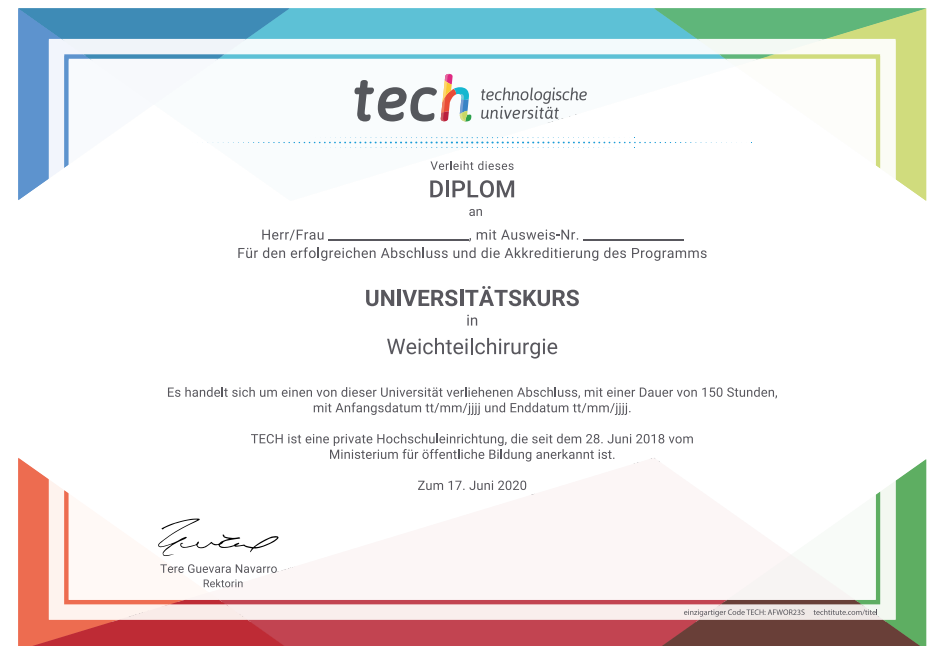 tech technologische
universität
Verleiht dieses
DIPLOM
an
Herr/Frau ____________________, mit Ausweis-Nr. ______________
Für den erfolgreichen Abschluss und die Akkreditierung des Programms
UNIVERSITÄTSKURS
in
Weichteilchirurgie
Es handelt sich um einen von dieser Universität verliehenen Abschluss, mit einer Dauer von 150 Stunden,
mit Anfangsdatum tt/mm/jjjj und Enddatum tt/mm/jjjj.
TECH ist eine private Hochschuleinrichtung, die seit dem 28. Juni 2018 vom
Ministerium für öffentliche Bildung anerkannt ist.
Zum 17. Juni 2020
Tere Guevara Navarro
Rektorin
einzigartiger Code TECH: AFWOR23S techtitute.com/titel